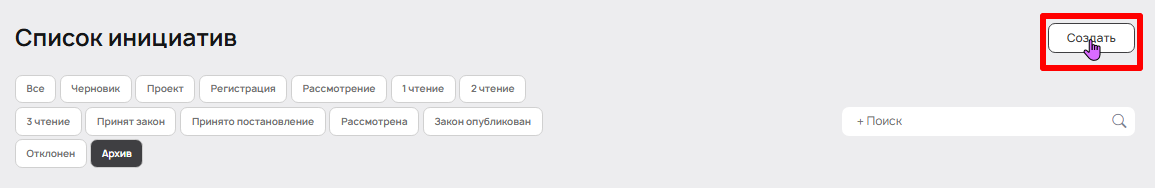 Список инициатив
Создать
Все Черновик Проект Регистрация Рассмотрение 1 чтение 2 чтение
3 чтение Принят закон Принято постановление Рассмотрена Закон опубликован
+ Поиск
Отклонен Архив